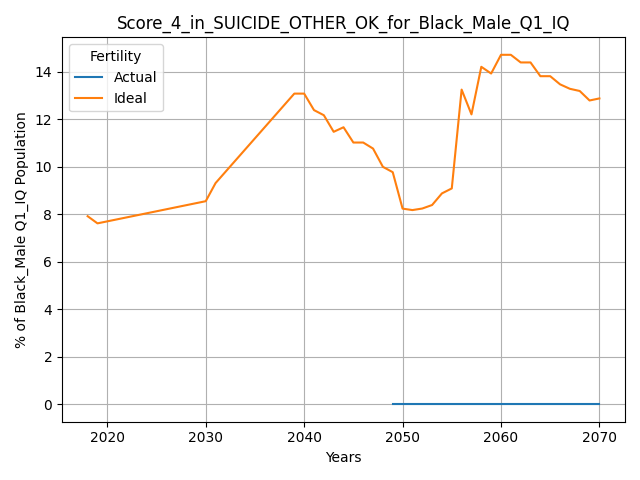 Score_4_in_SUICIDE_OTHER_OK_for_Black_Male_Q1_IQ
Fertility
Actual
Ideal
% of Black_Male Q1_IQ Population
14
12
10
8
6
4
2
0
2020 2030 2040 2050 2060 2070
Years